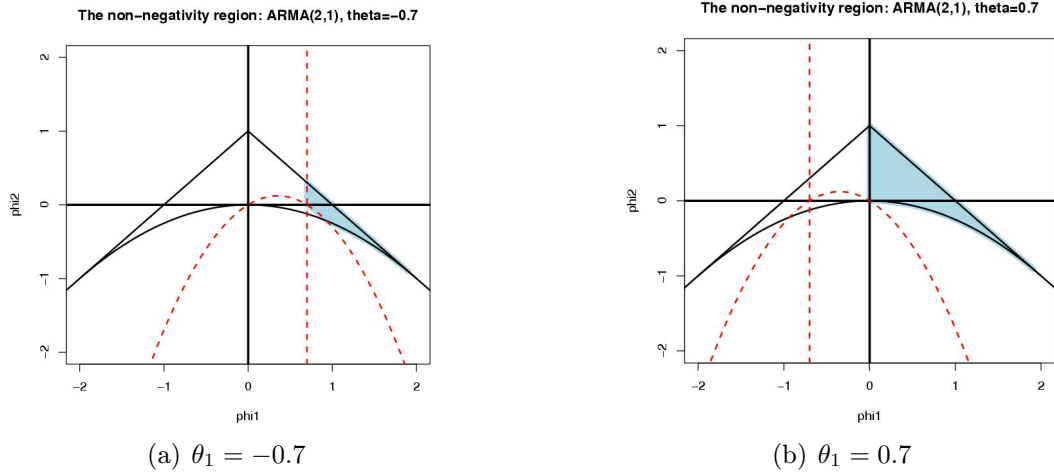 The non−negativity region: ARMA(2,1), theta=−0.7
phi2
2
1
0
−1
−2
−2 −1 0 1 2
phi1
(a) θ₁ = −0.7
The non−negativity region: ARMA(2,1), theta=0.7
phi2
2
1
0
−1
−2
−2 −1 0 1 2
phi1
(b) θ₁ = 0.7